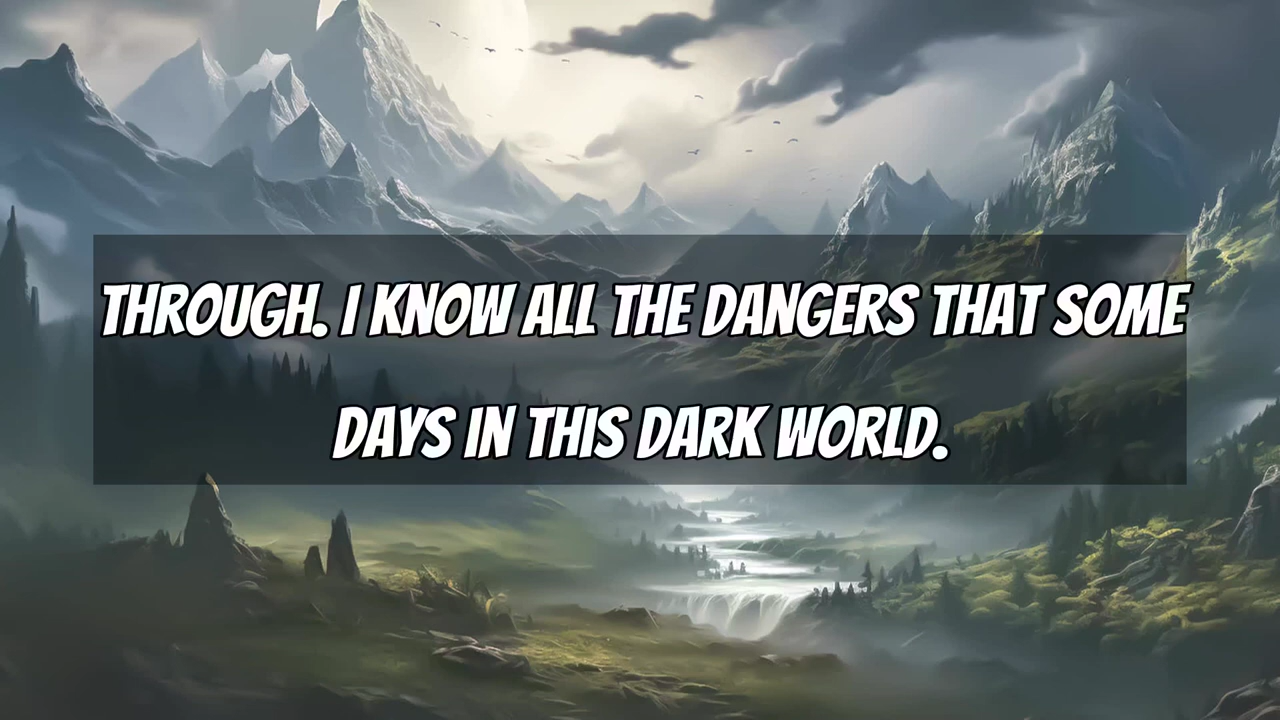 THROUGH. I KNOW ALL THE DANGERS THAT SOME
DAYS IN THIS DARK WORLD.